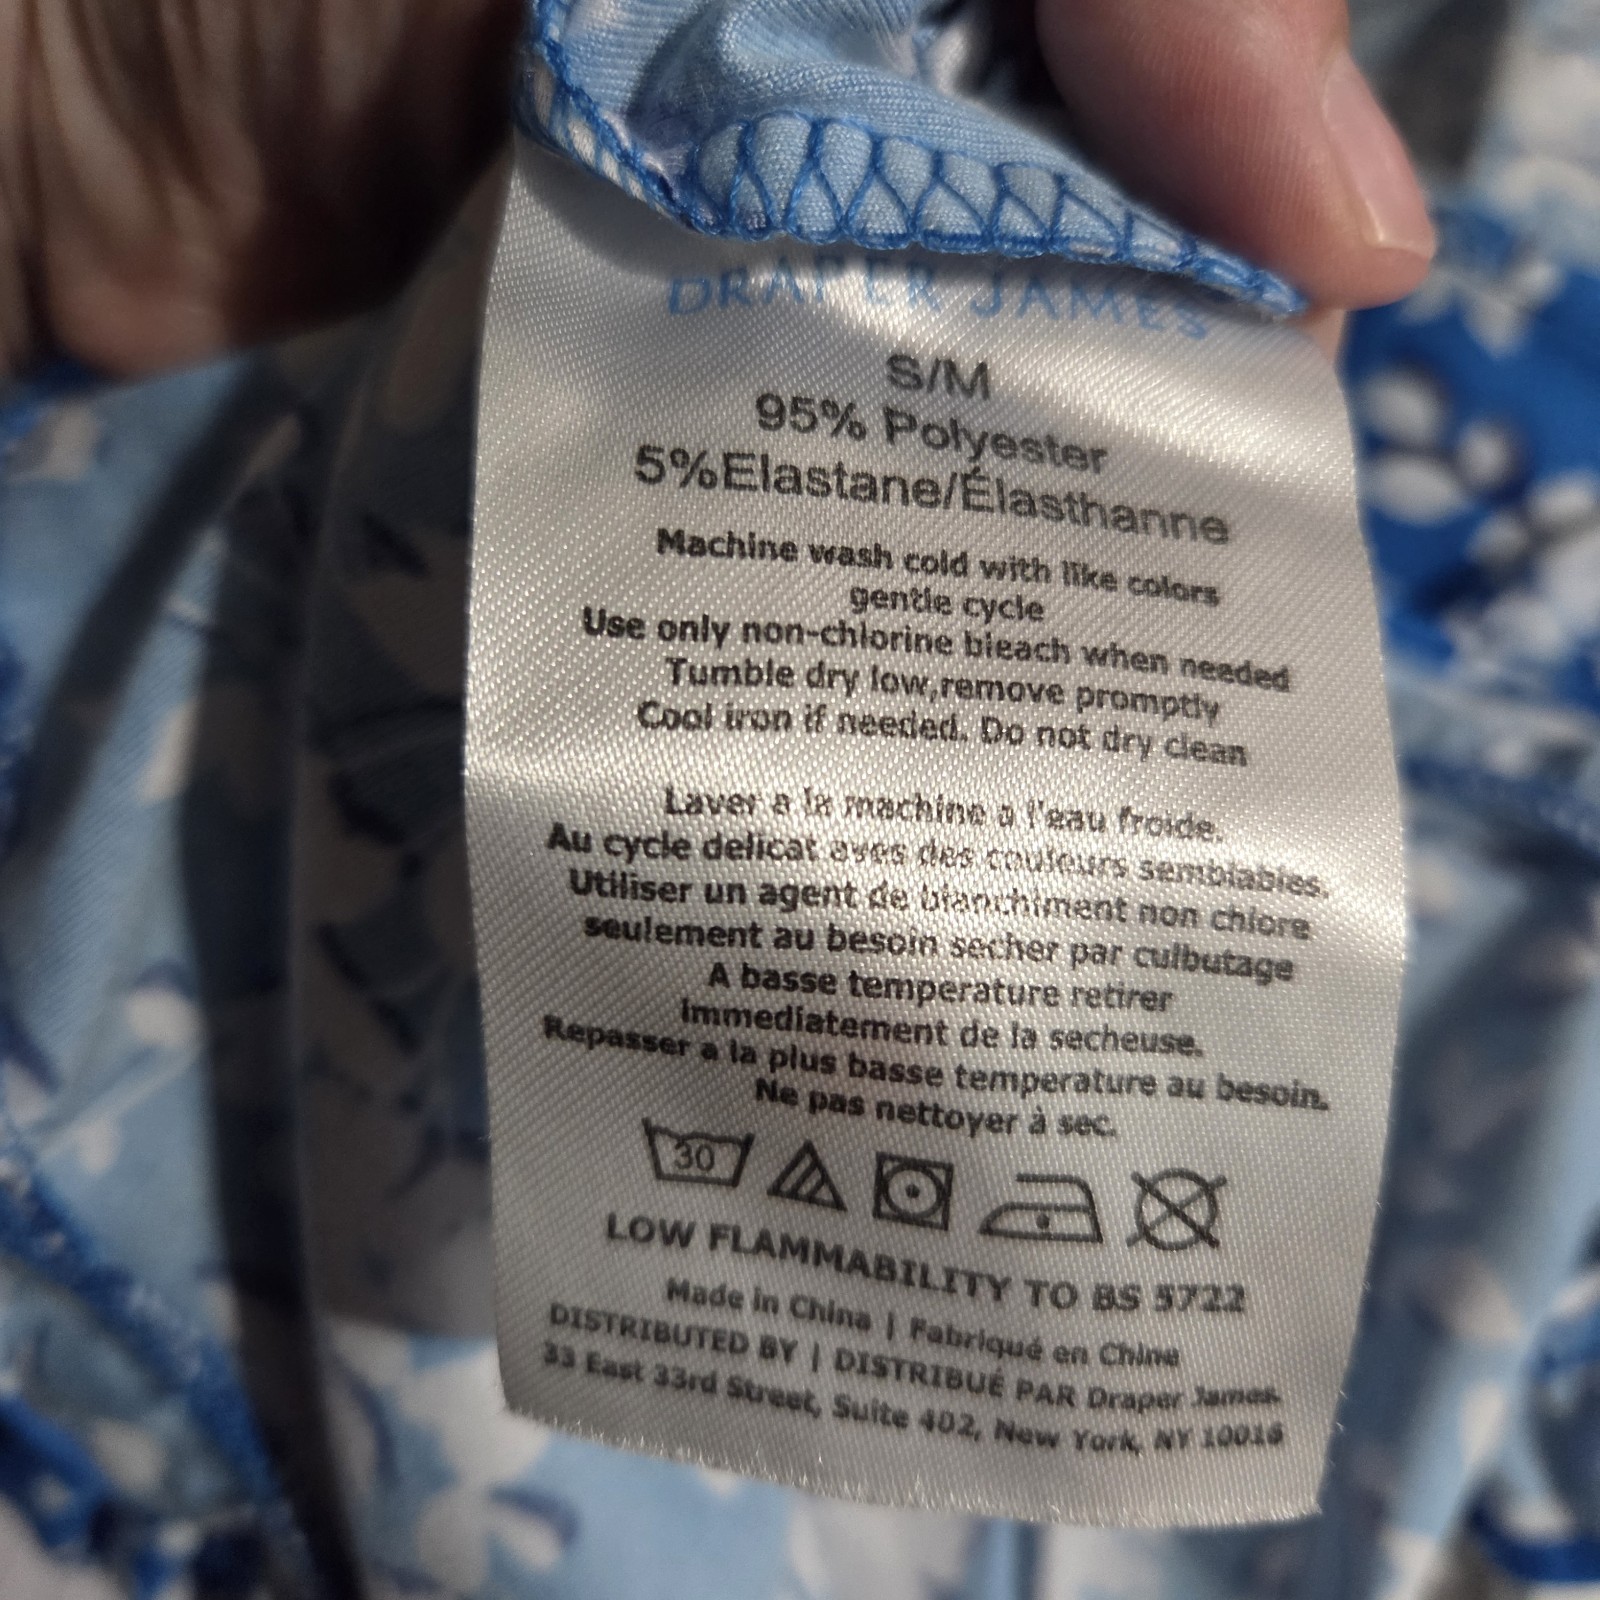 DRAPER JAMES
S/M
95% Polyester
5%Elastane/Élasthanne
Machine wash cold with like colors
gentle cycle
Use only non-chlorine bleach when needed
Tumble dry low,remove promptly
Cool iron if needed. Do not dry clean
Laver a la machine a l'eau froide.
Au cycle delicat aves des couleurs semblables.
Utiliser un agent de blanchiment non chlore
seulement au besoin secher par culbutage
A basse temperature retirer
Immediatement de la secheuse.
Repasser a la plus basse temperature au besoin.
Ne pas nettoyer à sec.
30
LOW FLAMMABILITY TO BS 5722
Made in China | Fabriqué en Chine
DISTRIBUTED BY | DISTRIBUÉ PAR Draper James.
33 East 33rd Street, Suite 402, New York, NY 10016